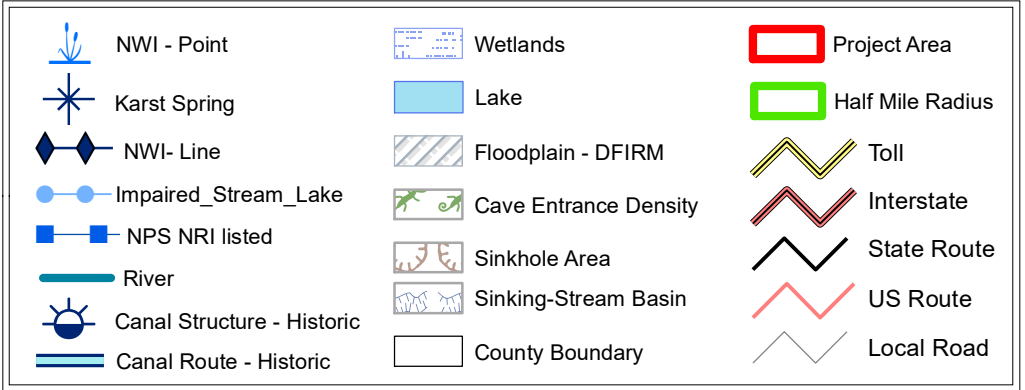 NWI - Point
Karst Spring
NWI- Line
Impaired_Stream_Lake
NPS NRI listed
River
Canal Structure - Historic
Canal Route - Historic
Wetlands
Lake
Floodplain - DFIRM
Cave Entrance Density
Sinkhole Area
Sinking-Stream Basin
County Boundary
Project Area
Half Mile Radius
Toll
Interstate
State Route
US Route
Local Road